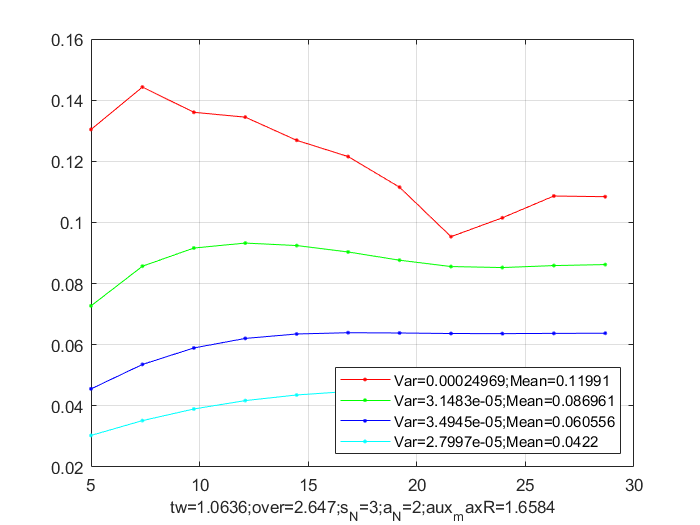 0.16
0.14
0.12
0.1
0.08
0.06
0.04
0.02
Var=0.00024969;Mean=0.11991
Var=3.1483e-05;Mean=0.086961
Var=3.4945e-05;Mean=0.060556
Var=2.7997e-05;Mean=0.0422
5 10 15 20 25 30
tw=1.0636;over=2.647;s_N=3;a_N=2;aux_maxR=1.6584